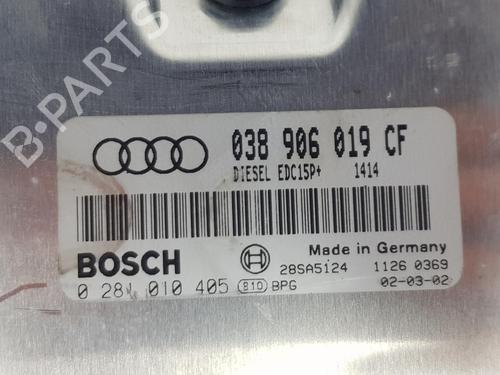 B-PARTS
038 906 019 CF
DIESEL EDC15P+ 1414
Made in Germany
BOSCH 28SA5124 1126 0369
0 281 010 405 810 BPG 02-03-02